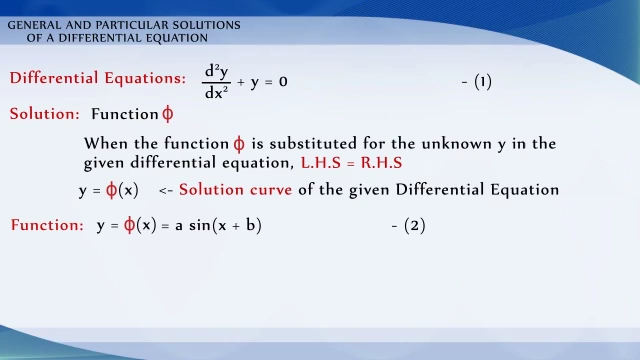 GENERAL AND PARTICULAR SOLUTIONS
OF A DIFFERENTIAL EQUATION
Differential Equations: d²y/dx² + y = 0 - (1)
Solution: Function ϕ
When the function ϕ is substituted for the unknown y in the
given differential equation, L.H.S = R.H.S
y = ϕ(x) <- Solution curve of the given Differential Equation
Function: y = ϕ(x) = a sin(x + b) - (2)